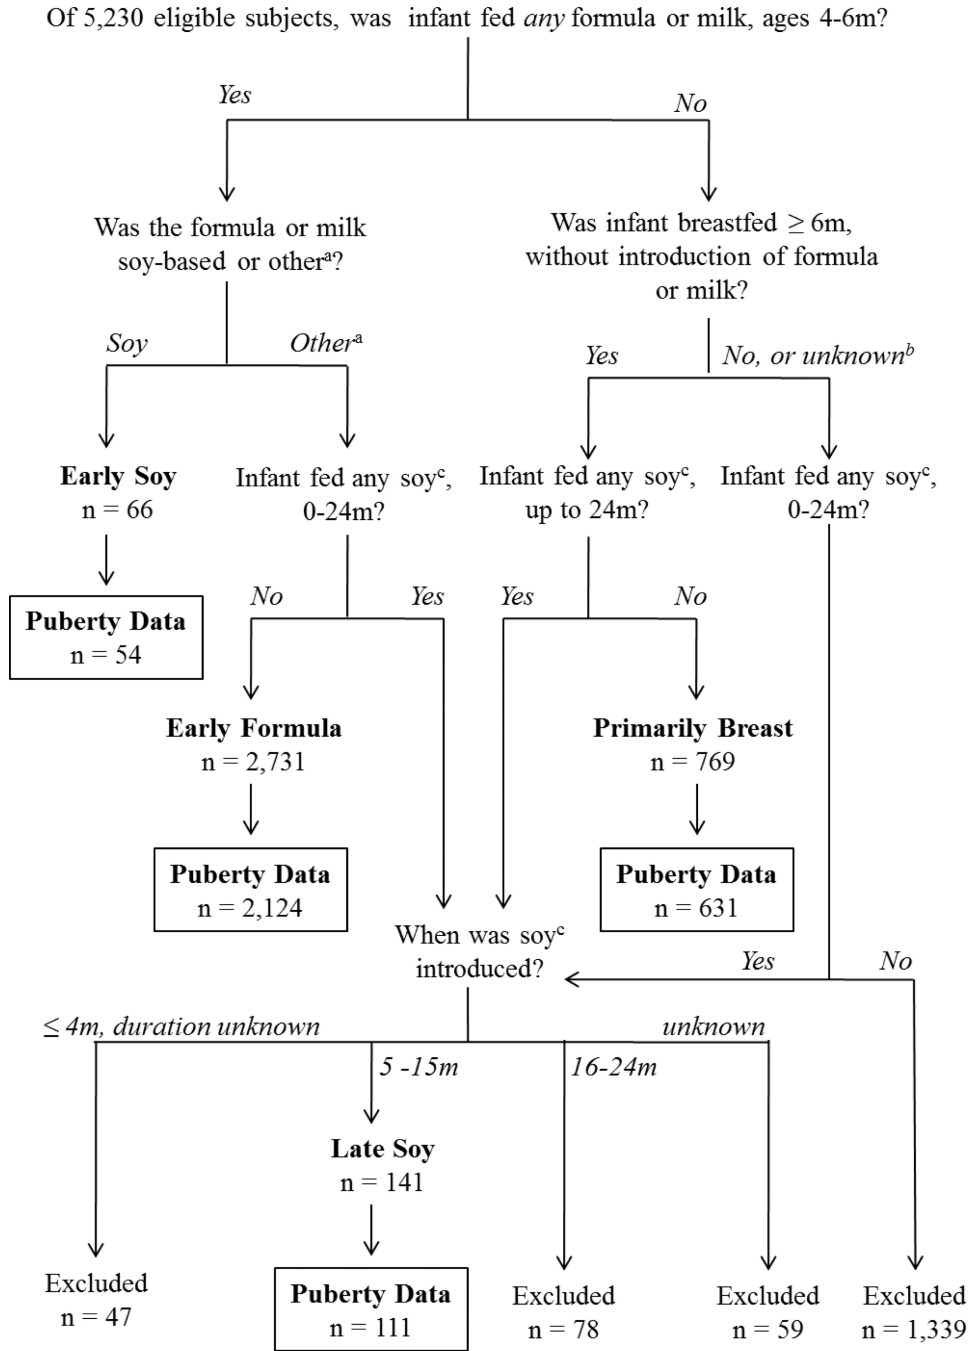 Of 5,230 eligible subjects, was infant fed any formula or milk, ages 4-6m?
Yes
No
Was the formula or milk
soy-based or otherᵃ?
Was infant breastfed ≥ 6m,
without introduction of formula
or milk?
Soy
Otherᵃ
Yes
No, or unknownᵇ
Early Soy
n = 66
Infant fed any soyᶜ,
0-24m?
Infant fed any soyᶜ,
up to 24m?
Infant fed any soyᶜ,
0-24m?
Puberty Data
n = 54
No
Yes
Yes
No
Early Formula
n = 2,731
Primarily Breast
n = 769
Puberty Data
n = 2,124
Puberty Data
n = 631
When was soyᶜ
introduced?
Yes
No
≤ 4m, duration unknown
5 -15m
16-24m
unknown
Late Soy
n = 141
Excluded
n = 47
Puberty Data
n = 111
Excluded
n = 78
Excluded
n = 59
Excluded
n = 1,339